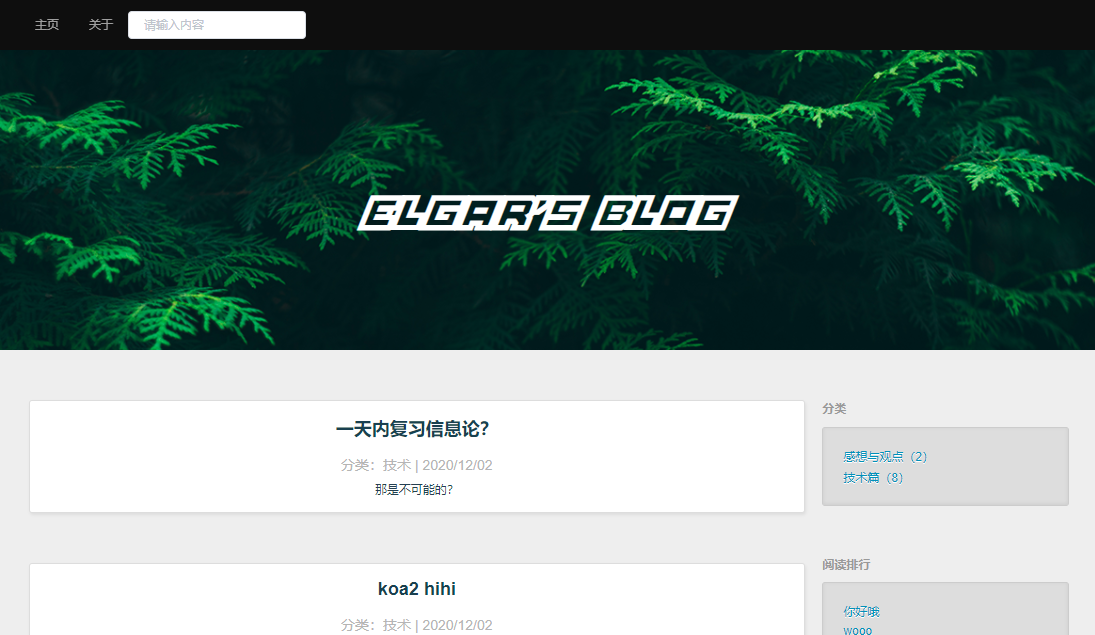 主页 关于 请输入内容
ELGAR'S BLOG
一天内复习信息论?
分类：技术 | 2020/12/02
那是不可能的?
koa2 hihi
分类：技术 | 2020/12/02
分类
感想与观点（2）
技术篇（8）
阅读排行
你好哦
wooo